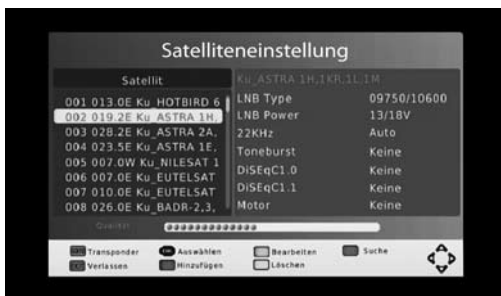 Satelliteneinstellung
Satellit
Ku_ASTRA 1H,1KR,1L,1M
001 013.0E Ku_HOTBIRD 6
002 019.2E Ku_ASTRA 1H,
003 028.2E Ku_ASTRA 2A,
004 023.5E Ku_ASTRA 1E,
005 007.0W Ku_NILESAT 1
006 007.0E Ku_EUTELSAT
007 010.0E Ku_EUTELSAT
008 026.0E Ku_BADR-2,3,
LNB Type 09750/10600
LNB Power 13/18V
22KHz Auto
Toneburst Keine
DiSEqC1.0 Keine
DiSEqC1.1 Keine
Motor Keine
Qualität
Transponder Auswählen Bearbeiten Suche
Verlassen Hinzufügen Löschen